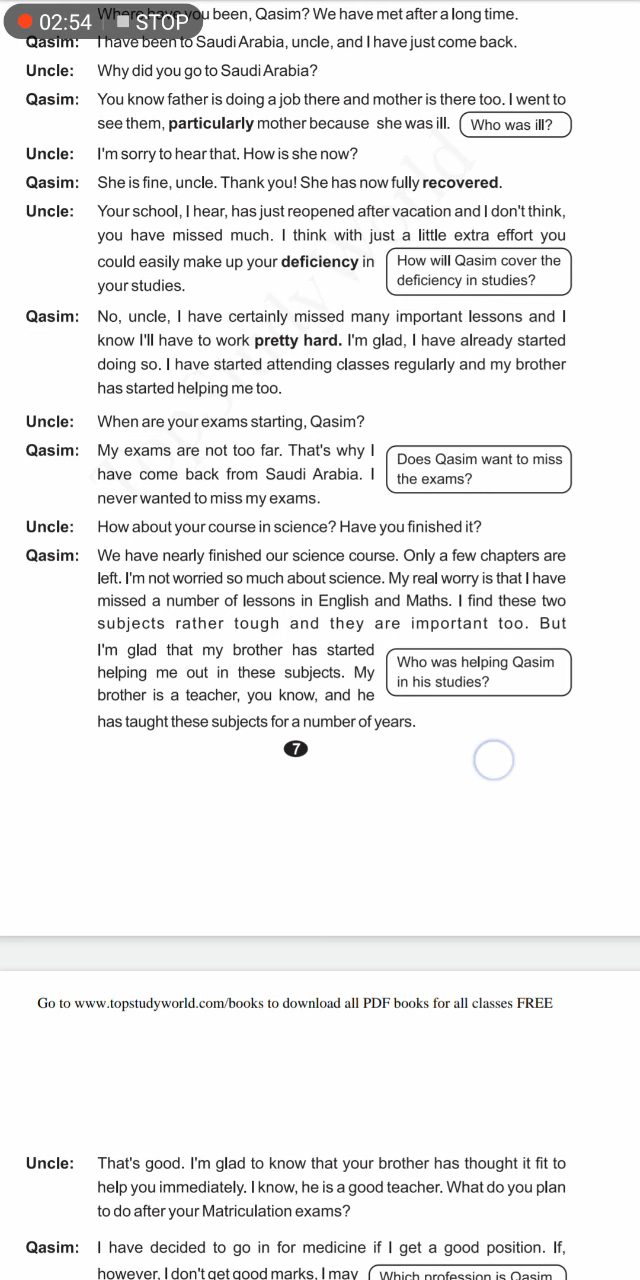 Where have you been, Qasim? We have met after a long time.
02:54 STOP
Qasim: I have been to Saudi Arabia, uncle, and I have just come back.
Uncle: Why did you go to Saudi Arabia?
Qasim: You know father is doing a job there and mother is there too. I went to
see them, particularly mother because she was ill. Who was ill?
Uncle: I'm sorry to hear that. How is she now?
Qasim: She is fine, uncle. Thank you! She has now fully recovered.
Uncle: Your school, I hear, has just reopened after vacation and I don't think,
you have missed much. I think with just a little extra effort you
could easily make up your deficiency in
your studies.
How will Qasim cover the
deficiency in studies?
Qasim: No, uncle, I have certainly missed many important lessons and I
know I'll have to work pretty hard. I'm glad, I have already started
doing so. I have started attending classes regularly and my brother
has started helping me too.
Uncle: When are your exams starting, Qasim?
Qasim: My exams are not too far. That's why I
have come back from Saudi Arabia. I
never wanted to miss my exams.
Does Qasim want to miss
the exams?
Uncle: How about your course in science? Have you finished it?
Qasim: We have nearly finished our science course. Only a few chapters are
left. I'm not worried so much about science. My real worry is that I have
missed a number of lessons in English and Maths. I find these two
subjects rather tough and they are important too. But
I'm glad that my brother has started
helping me out in these subjects. My
brother is a teacher, you know, and he
has taught these subjects for a number of years.
Who was helping Qasim
in his studies?
7
Go to www.topstudyworld.com/books to download all PDF books for all classes FREE
Uncle: That's good. I'm glad to know that your brother has thought it fit to
help you immediately. I know, he is a good teacher. What do you plan
to do after your Matriculation exams?
Qasim: I have decided to go in for medicine if I get a good position. If,
however, I don't get good marks, I may
Which profession is Qasim
Top Study World